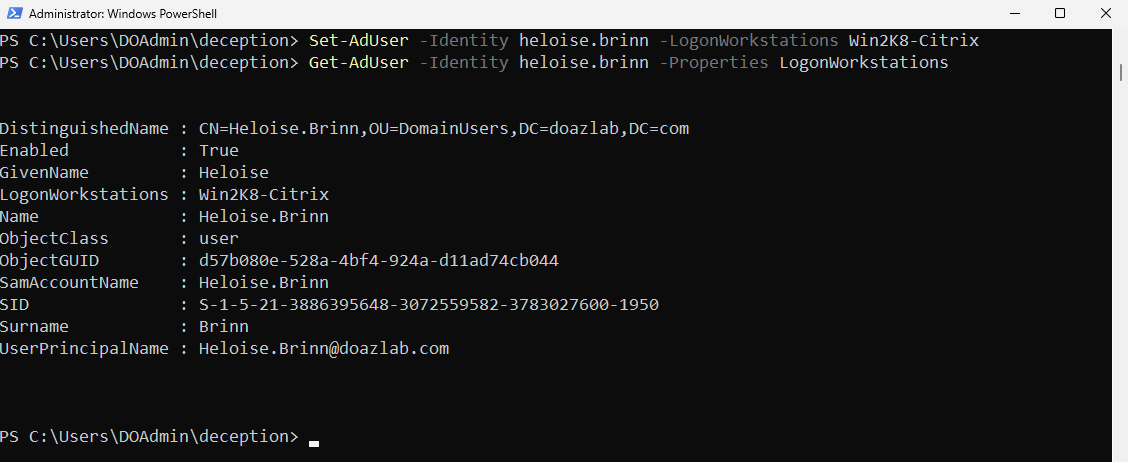 Administrator: Windows PowerShell
PS C:\Users\DOAdmin\deception> Set-AdUser -Identity heloise.brinn -LogonWorkstations Win2K8-Citrix
PS C:\Users\DOAdmin\deception> Get-AdUser -Identity heloise.brinn -Properties LogonWorkstations
DistinguishedName : CN=Heloise.Brinn,OU=DomainUsers,DC=doazlab,DC=com
Enabled           : True
GivenName         : Heloise
LogonWorkstations : Win2K8-Citrix
Name              : Heloise.Brinn
ObjectClass       : user
ObjectGUID        : d57b080e-528a-4bf4-924a-d11ad74cb044
SamAccountName    : Heloise.Brinn
SID               : S-1-5-21-3886395648-3072559582-3783027600-1950
Surname           : Brinn
UserPrincipalName : Heloise.Brinn@doazlab.com
PS C:\Users\DOAdmin\deception>